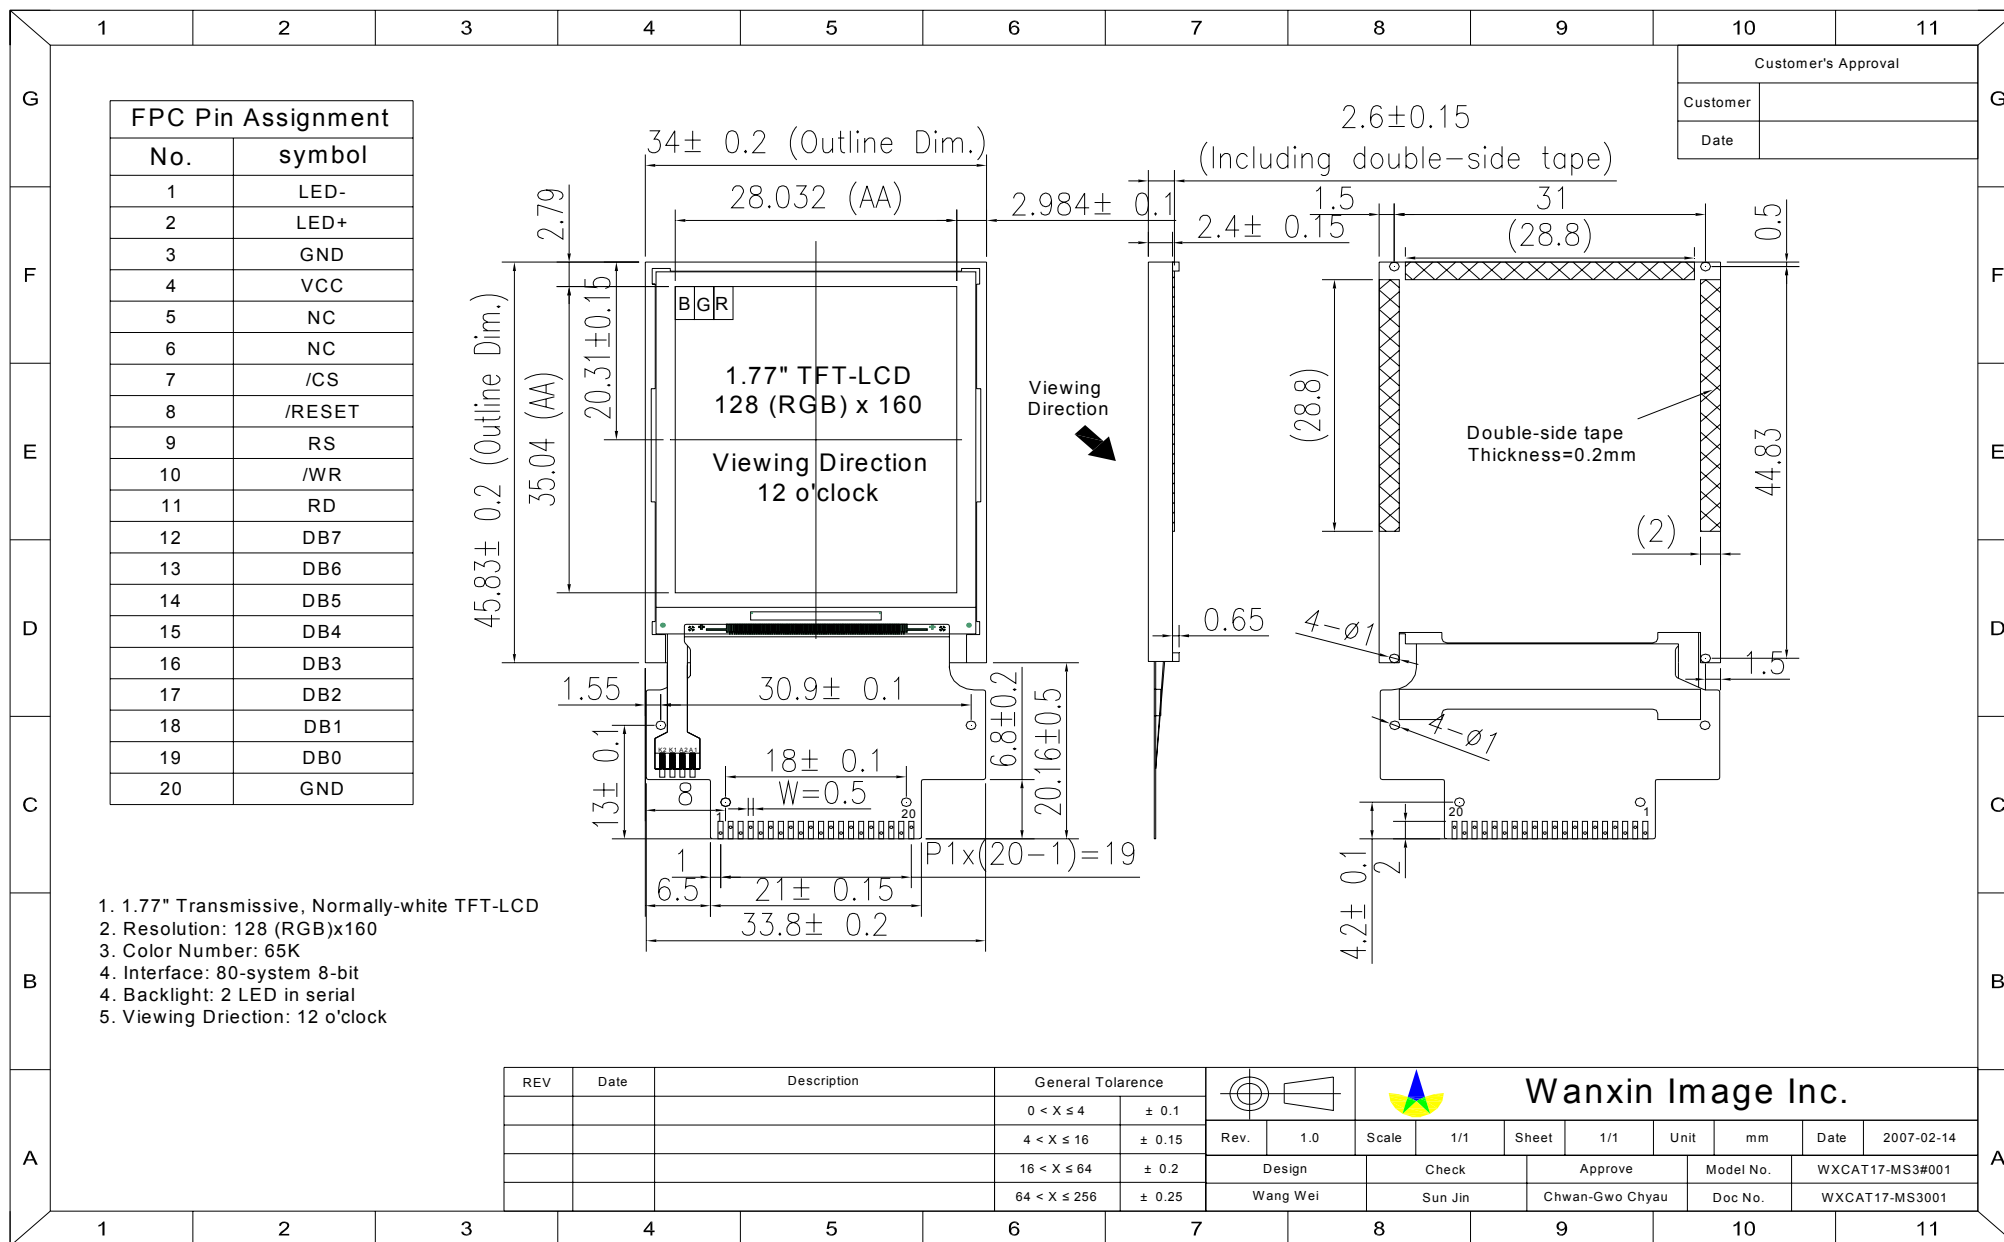 1 2 3 4 5 6 7 8 9 10 11
G F E D C B A
G F E D C B A
Customer's Approval
Customer
Date
FPC Pin Assignment
No. symbol
1 LED-
2 LED+
3 GND
4 VCC
5 NC
6 NC
7 /CS
8 /RESET
9 RS
10 /WR
11 RD
12 DB7
13 DB6
14 DB5
15 DB4
16 DB3
17 DB2
18 DB1
19 DB0
20 GND
34± 0.2 (Outline Dim.)
28.032 (AA)
2.984± 0.1
2.79
45.83± 0.2 (Outline Dim.)
35.04 (AA)
20.31±0.15
B G R
1.77" TFT-LCD
128 (RGB) x 160
Viewing Direction
12 o'clock
1.55
30.9± 0.1
13± 0.1
K2 K1 A2 A1
18± 0.1
8
W=0.5
1 20
6.8±0.2
20.16±0.5
P1x(20-1)=19
1
6.5
21± 0.15
33.8± 0.2
2.6±0.15
(Including double-side tape)
2.4± 0.15
Viewing
Direction
0.65
1.5
31
(28.8)
0.5
(28.8)
Double-side tape
Thickness=0.2mm
44.83
(2)
4-ø1
1.5
4-ø1
20 1
4.2± 0.1
2
1. 1.77" Transmissive, Normally-white TFT-LCD
2. Resolution: 128 (RGB)x160
3. Color Number: 65K
4. Interface: 80-system 8-bit
4. Backlight: 2 LED in serial
5. Viewing Driection: 12 o'clock
REV Date Description General Tolarence
0 < X ≤ 4 ± 0.1
4 < X ≤ 16 ± 0.15
16 < X ≤ 64 ± 0.2
64 < X ≤ 256 ± 0.25
Wanxin Image Inc.
Rev. 1.0 Scale 1/1 Sheet 1/1 Unit mm Date 2007-02-14
Design Check Approve Model No. WXCAT17-MS3#001
Wang Wei Sun Jin Chwan-Gwo Chyau Doc No. WXCAT17-MS3001
1 2 3 4 5 6 7 8 9 10 11